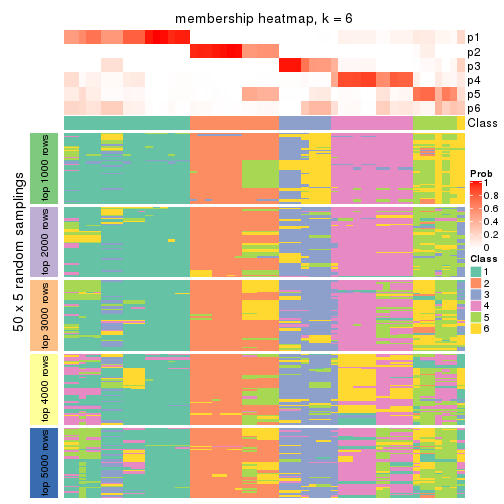 membership heatmap, k = 6
p1
p2
p3
p4
p5
p6
Class
50 x 5 random samplings
top 1000 rows
top 2000 rows
top 3000 rows
top 4000 rows
top 5000 rows
Prob
1
0.8
0.6
0.4
0.2
0
Class
1
2
3
4
5
6